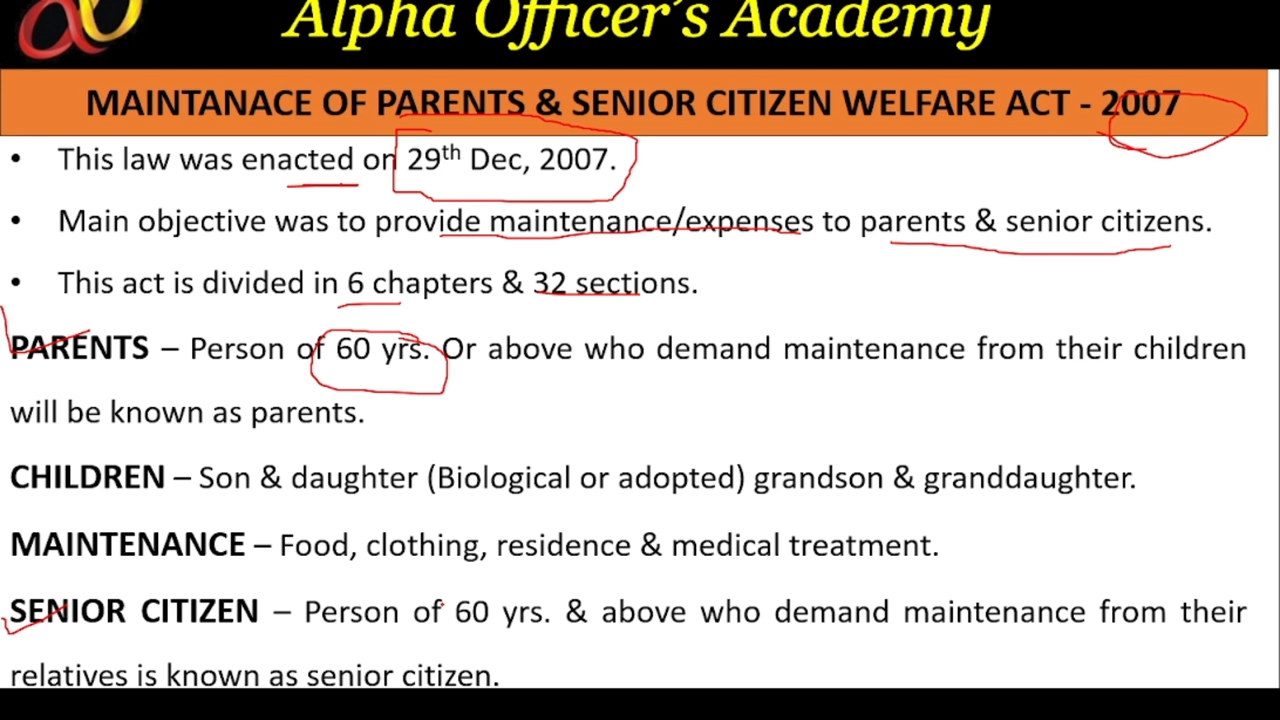 Alpha Officer's Academy
MAINTANACE OF PARENTS & SENIOR CITIZEN WELFARE ACT - 2007
• This law was enacted on 29th Dec, 2007.
• Main objective was to provide maintenance/expenses to parents & senior citizens.
• This act is divided in 6 chapters & 32 sections.
PARENTS – Person of 60 yrs. Or above who demand maintenance from their children
will be known as parents.
CHILDREN – Son & daughter (Biological or adopted) grandson & granddaughter.
MAINTENANCE – Food, clothing, residence & medical treatment.
SENIOR CITIZEN – Person of 60 yrs. & above who demand maintenance from their
relatives is known as senior citizen.